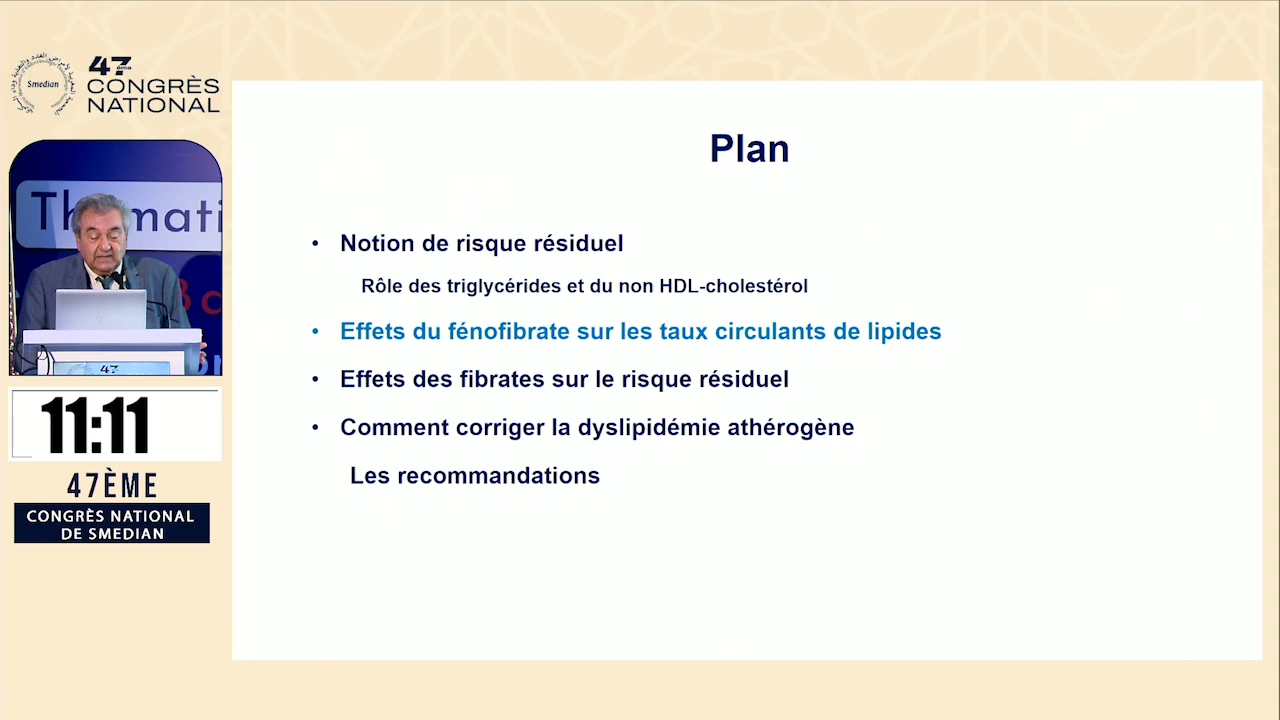 Smedian
47ème
CONGRÈS
NATIONAL
Plan
• Notion de risque résiduel
Rôle des triglycérides et du non HDL-cholestérol
• Effets du fénofibrate sur les taux circulants de lipides
• Effets des fibrates sur le risque résiduel
• Comment corriger la dyslipidémie athérogène
Les recommandations
47
11:11
47ÈME
CONGRÈS NATIONAL
DE SMEDIAN